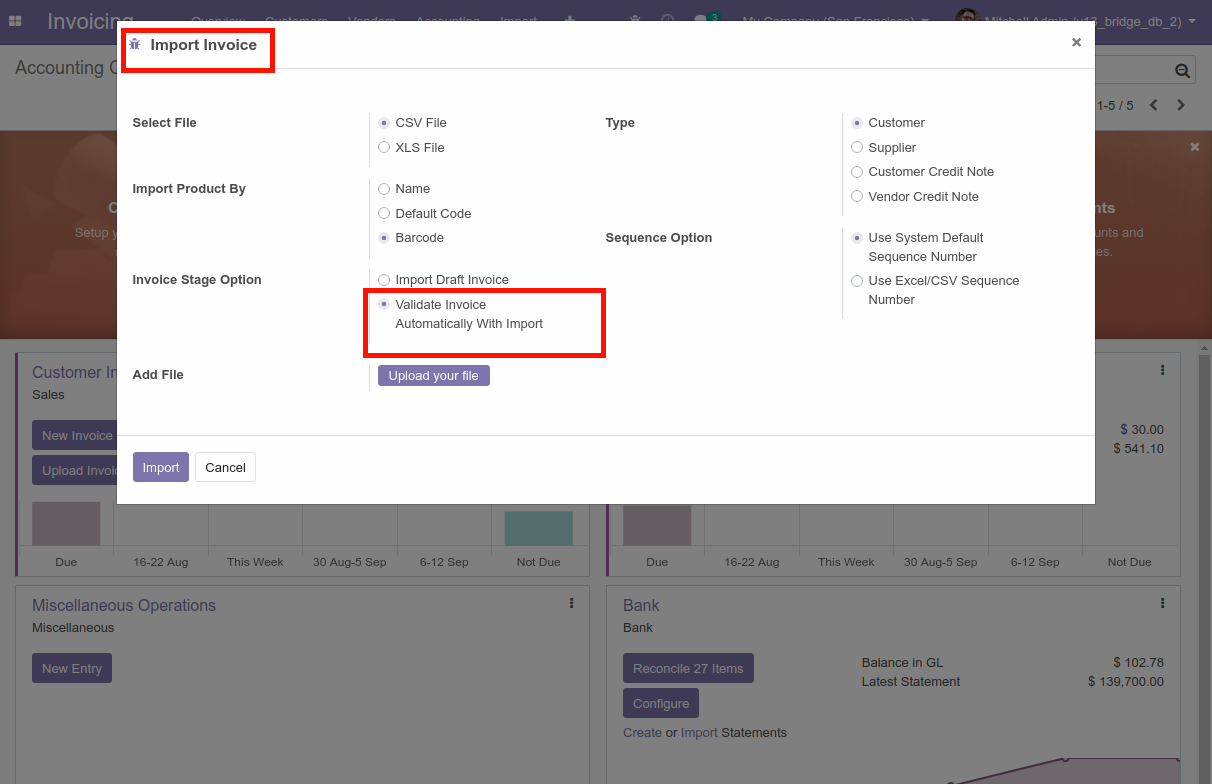 Invoicing
Overview Customers Vendors Accounting Import
3
My Company (San Francisco)
Mitchell Admin (v13_bridge_db_2)
Import Invoice
×
Accounting
1-5 / 5
Select File
CSV File
XLS File
Type
Customer
Supplier
Customer Credit Note
Vendor Credit Note
Import Product By
Name
Default Code
Barcode
Sequence Option
Use System Default
Sequence Number
Use Excel/CSV Sequence
Number
Invoice Stage Option
Import Draft Invoice
Validate Invoice
Automatically With Import
Add File
Upload your file
Import Cancel
Setup
nts
unts and
es.
Customer In
Sales
New Invoice
Upload Invoic
$ 30.00
$ 541.10
Due 16-22 Aug This Week 30 Aug-5 Sep 6-12 Sep Not Due
Due 16-22 Aug This Week 30 Aug-5 Sep 6-12 Sep Not Due
Miscellaneous Operations
Miscellaneous
New Entry
Bank
Bank
Reconcile 27 Items
Configure
Create or Import Statements
Balance in GL $ 102.78
Latest Statement $ 139,700.00